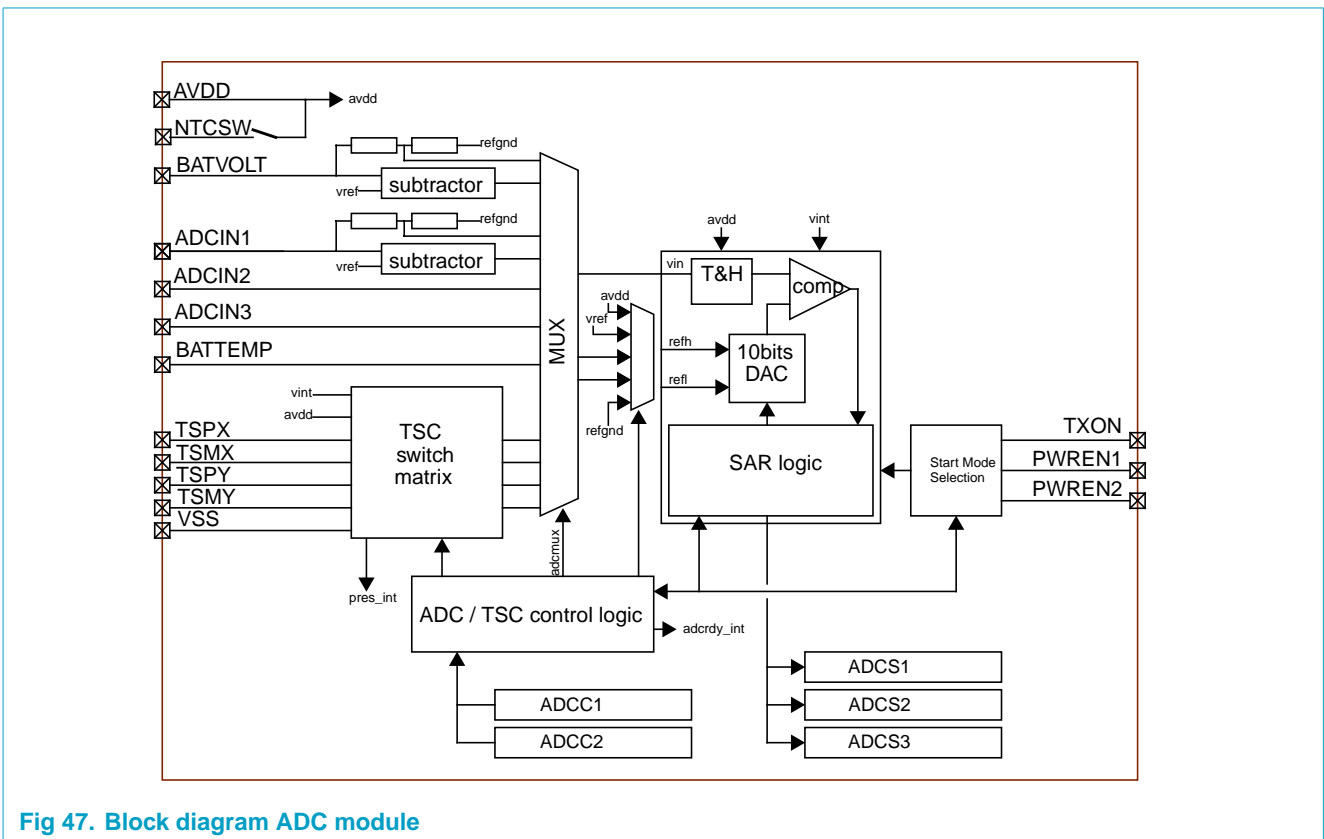 AVDD
avdd
NTCSW
refgnd
BATVOLT
subtractor
vref
refgnd
ADCIN1
subtractor
vref
ADCIN2
ADCIN3
BATTEMP
MUX
avdd
vint
vin
T&H
comp
avdd
vref
refh
refl
refgnd
10bits
DAC
vint
avdd
TSC
switch
matrix
TSPX
TSMX
TSPY
TSMY
VSS
SAR logic
Start Mode
Selection
TXON
PWREN1
PWREN2
adcmux
pres_int
ADC / TSC control logic
adcrdy_int
ADCC1
ADCC2
ADCS1
ADCS2
ADCS3
Fig 47. Block diagram ADC module